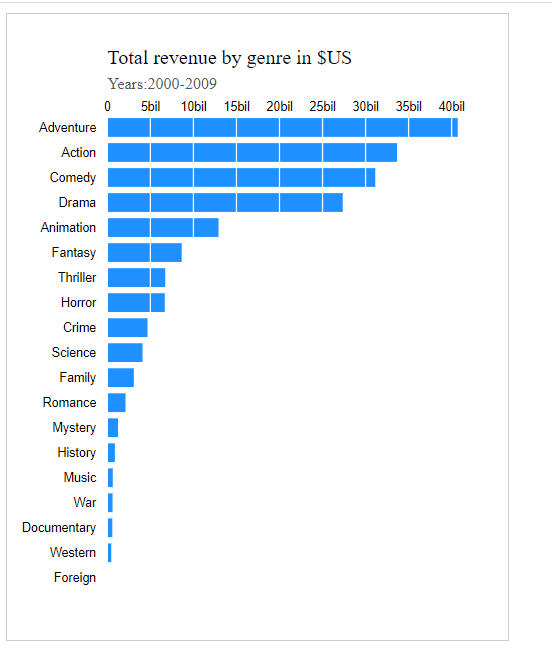 Total revenue by genre in $US
Years:2000-2009
0 5bil 10bil 15bil 20bil 25bil 30bil 35bil 40bil
Adventure
Action
Comedy
Drama
Animation
Fantasy
Thriller
Horror
Crime
Science
Family
Romance
Mystery
History
Music
War
Documentary
Western
Foreign